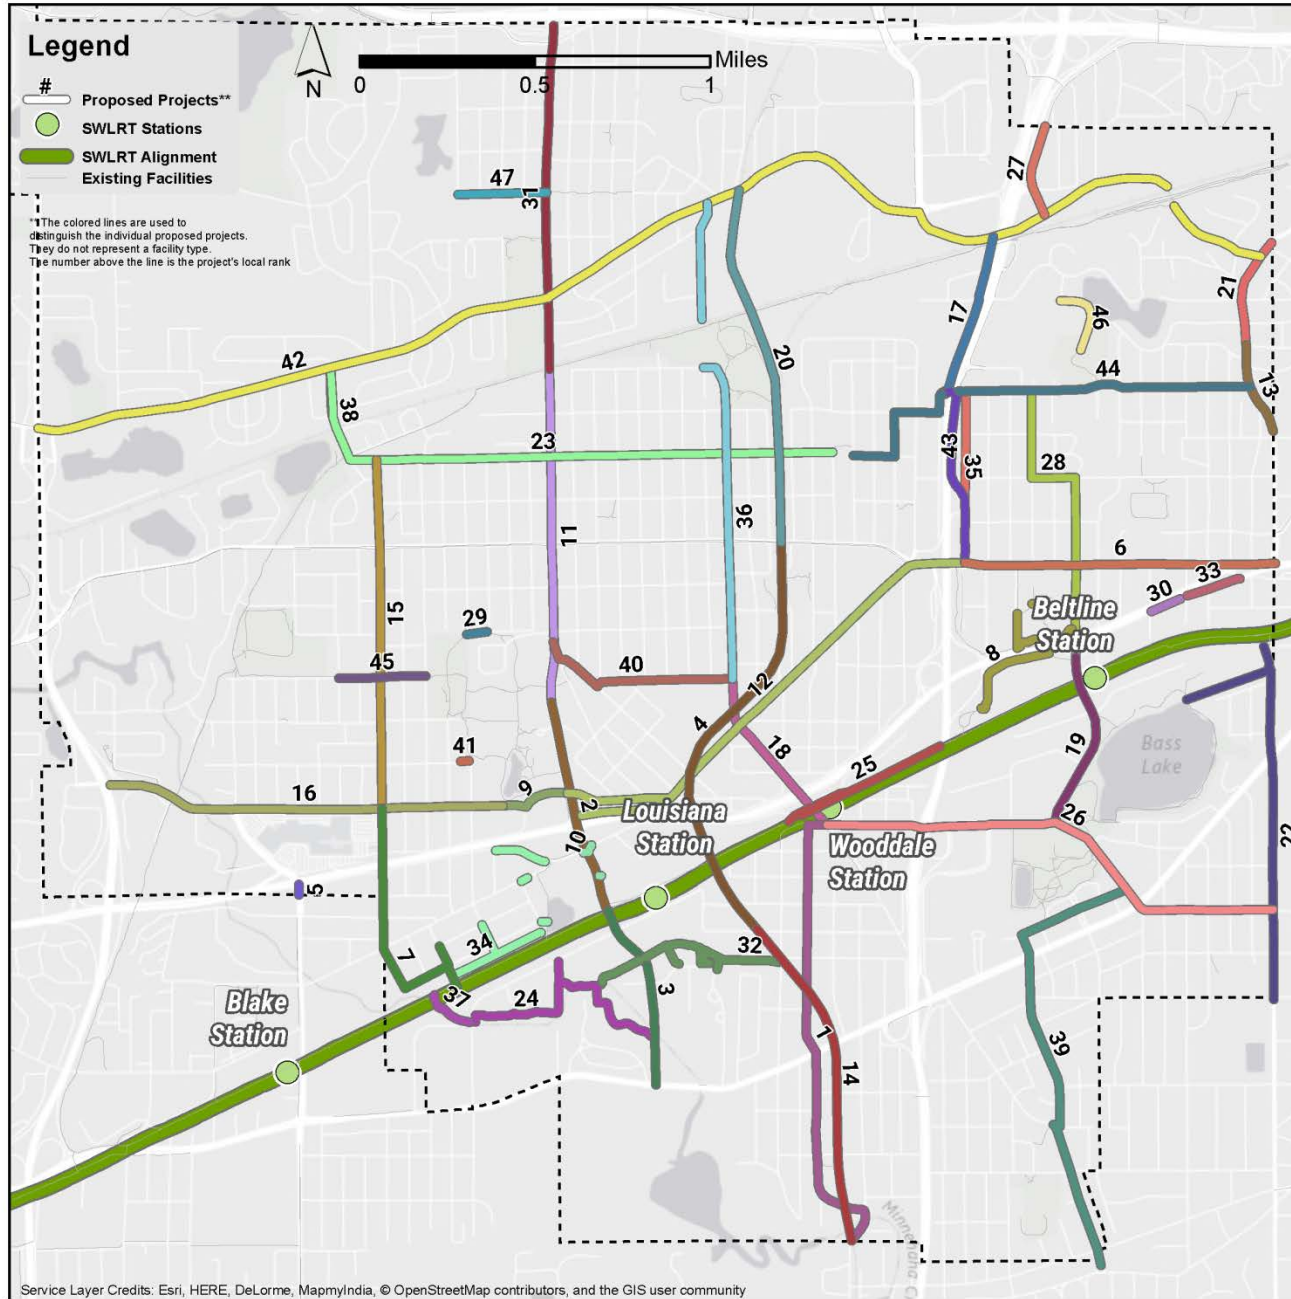 Legend
#
Proposed Projects**
SWLRT Stations
SWLRT Alignment
Existing Facilities
**The colored lines are used to
distinguish the individual proposed projects.
They do not represent a facility type.
The number above the line is the project's local rank
N
0
0.5
1
Miles
47
31
27
17
46
21
13
42
38
20
44
23
43
35
28
36
11
6
15
29
30
33
Beltline
Station
8
45
40
12
4
18
19
Bass
Lake
41
25
16
9
2
10
Louisiana
Station
Wooddale
Station
26
22
5
7
34
32
37
24
3
Blake
Station
1
14
39
Minnehaha C
Service Layer Credits: Esri, HERE, DeLorme, MapmyIndia, © OpenStreetMap contributors, and the GIS user community